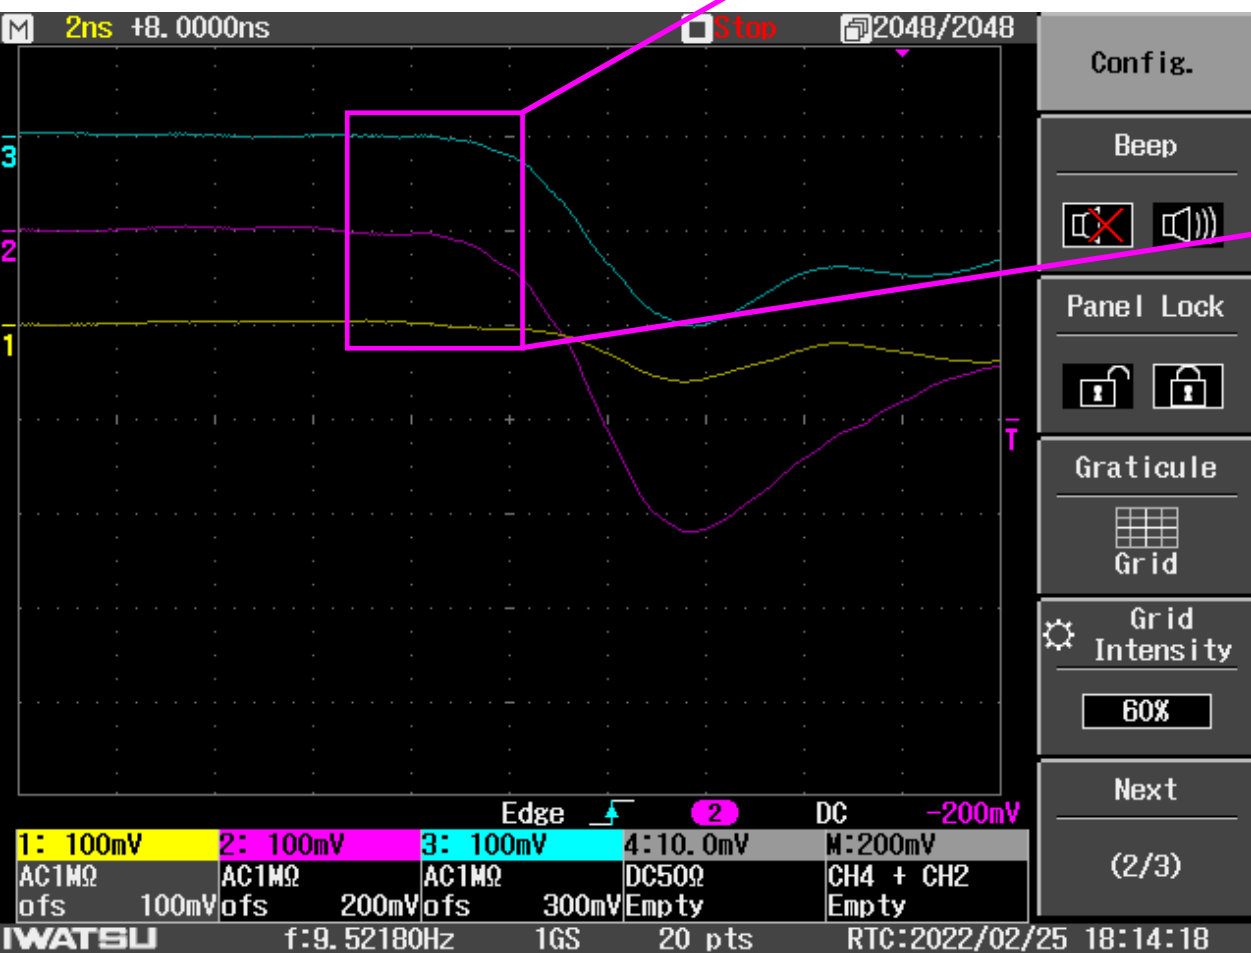 M 2ns +8.0000ns Stop 2048/2048
Config.
Beep
3
2
Panel Lock
1
T
Graticule
Grid
Grid
Intensity
60%
Next
(2/3)
Edge 2 DC -200mV
1: 100mV 2: 100mV 3: 100mV 4:10.0mV M:200mV
AC1MΩ AC1MΩ AC1MΩ DC50Ω CH4 + CH2
ofs 100mV ofs 200mV ofs 300mV Empty Empty
IWATSU f:9.52180Hz 1GS 20 pts RTC:2022/02/25 18:14:18